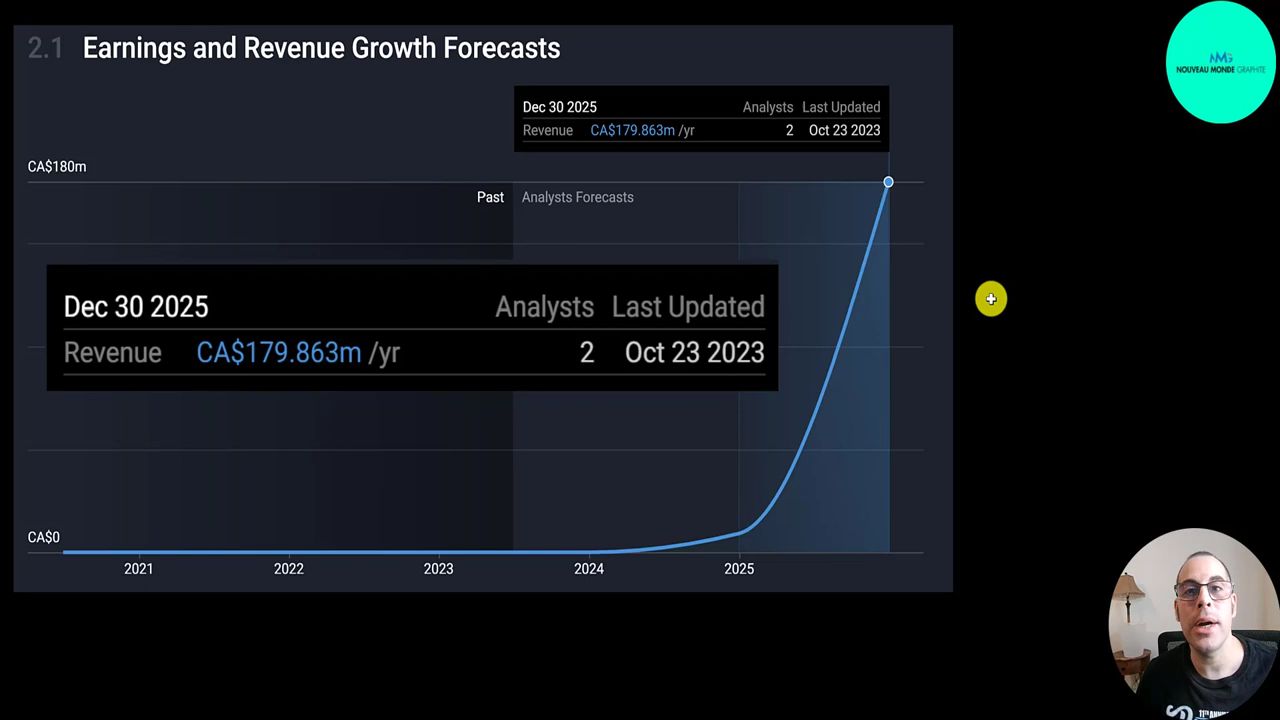 2.1 Earnings and Revenue Growth Forecasts
NMG
NOUVEAU MONDE GRAPHITE
Dec 30 2025 Analysts Last Updated
Revenue CA$179.863m /yr 2 Oct 23 2023
CA$180m
Past Analysts Forecasts
Dec 30 2025 Analysts Last Updated
Revenue CA$179.863m /yr 2 Oct 23 2023
CA$0
2021 2022 2023 2024 2025